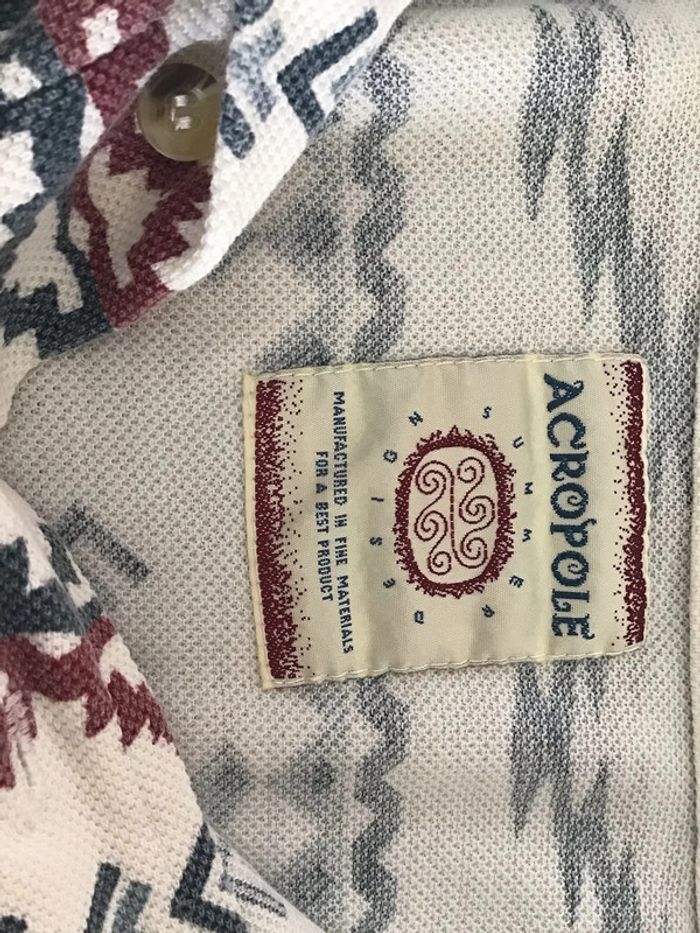 ACROPOLE
SUMMER
DESIGN
MANUFACTURED IN FINE MATERIALS
FOR A BEST PRODUCT